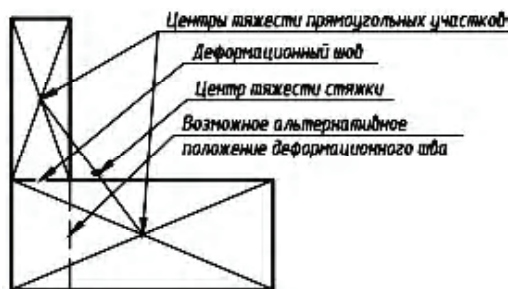 Центры тяжести прямоугольных участков
Деформационный шов
Центр тяжести стяжки
Возможное альтернативное
положение деформационного шва